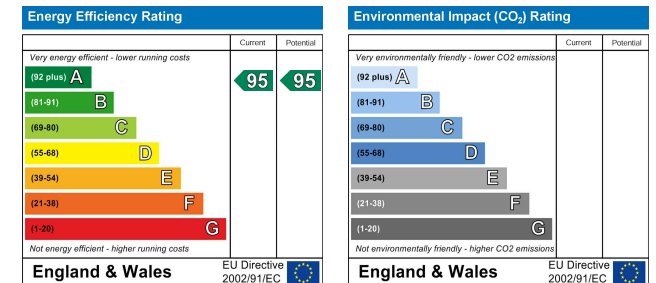 Energy Efficiency Rating
Current Potential
Very energy efficient - lower running costs
(92 plus) A
95 95
(81-91) B
(69-80) C
(55-68) D
(39-54) E
(21-38) F
(1-20) G
Not energy efficient - higher running costs
England & Wales
EU Directive
2002/91/EC
Environmental Impact (CO₂) Rating
Current Potential
Very environmentally friendly - lower CO2 emissions
(92 plus) A
(81-91) B
(69-80) C
(55-68) D
(39-54) E
(21-38) F
(1-20) G
Not environmentally friendly - higher CO2 emissions
England & Wales
EU Directive
2002/91/EC